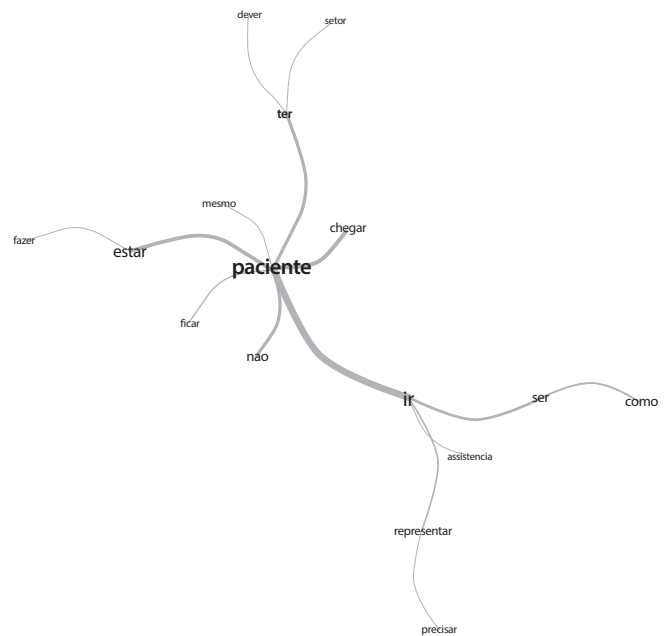 dever
setor
ter
mesmo
chegar
fazer
estar
paciente
ficar
nao
ir
ser
como
assistencia
representar
precisar